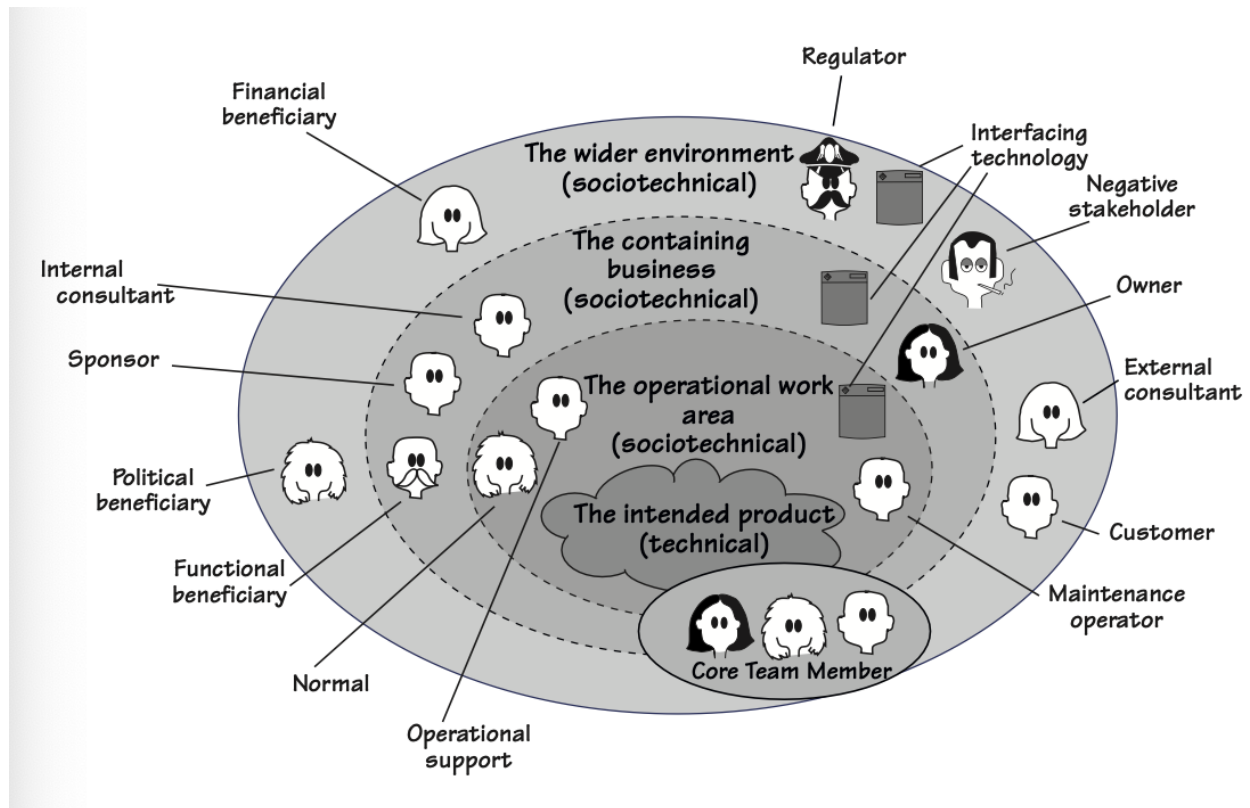 Regulator
Financial
beneficiary
Interfacing
technology
The wider environment
(sociotechnical)
Negative
stakeholder
The containing
business
(sociotechnical)
Internal
consultant
Owner
Sponsor
External
consultant
The operational work
area
(sociotechnical)
Political
beneficiary
The intended product
(technical)
Customer
Functional
beneficiary
Maintenance
operator
Core Team Member
Normal
Operational
support